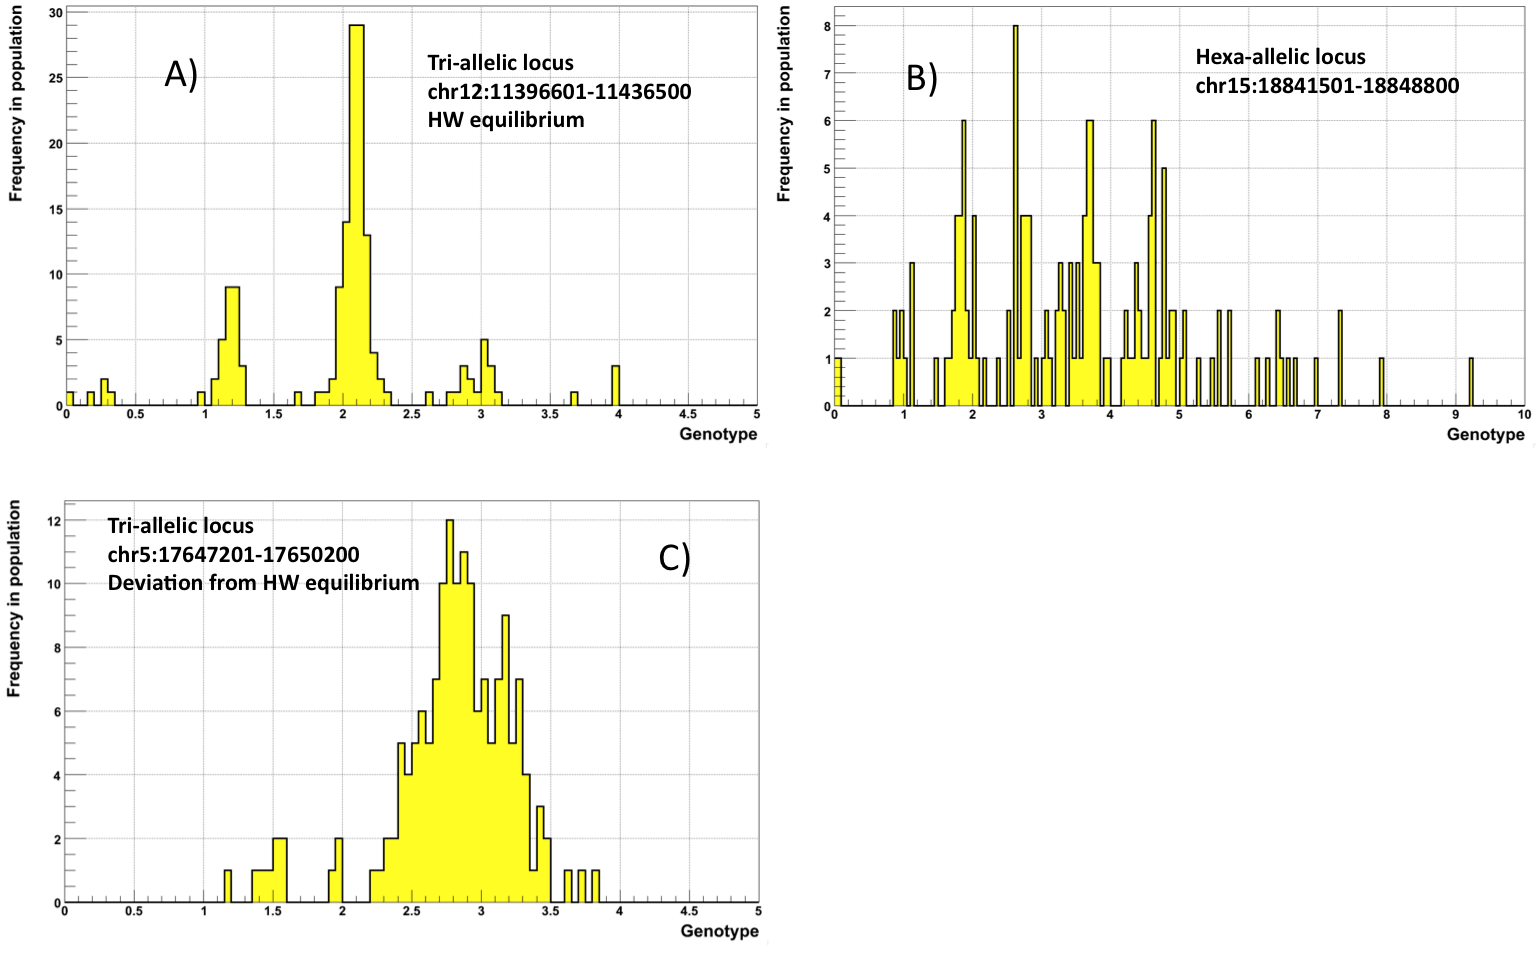 A)
Tri-allelic locus
chr12:11396601-11436500
HW equilibrium
Frequency in population
30
25
20
15
10
5
0
0 0.5 1 1.5 2 2.5 3 3.5 4 4.5 5
Genotype
B)
Hexa-allelic locus
chr15:18841501-18848800
Frequency in population
8
7
6
5
4
3
2
1
0
0 1 2 3 4 5 6 7 8 9 10
Genotype
Tri-allelic locus
chr5:17647201-17650200
Deviation from HW equilibrium
C)
Frequency in population
12
10
8
6
4
2
0
0 0.5 1 1.5 2 2.5 3 3.5 4 4.5 5
Genotype